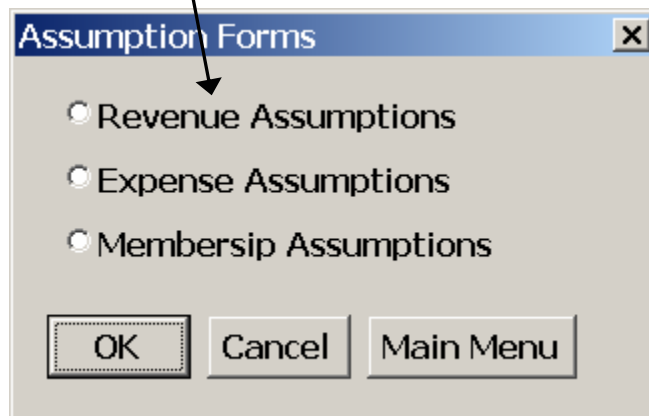 Assumption Forms
Revenue Assumptions
Expense Assumptions
Membersip Assumptions
OK Cancel Main Menu